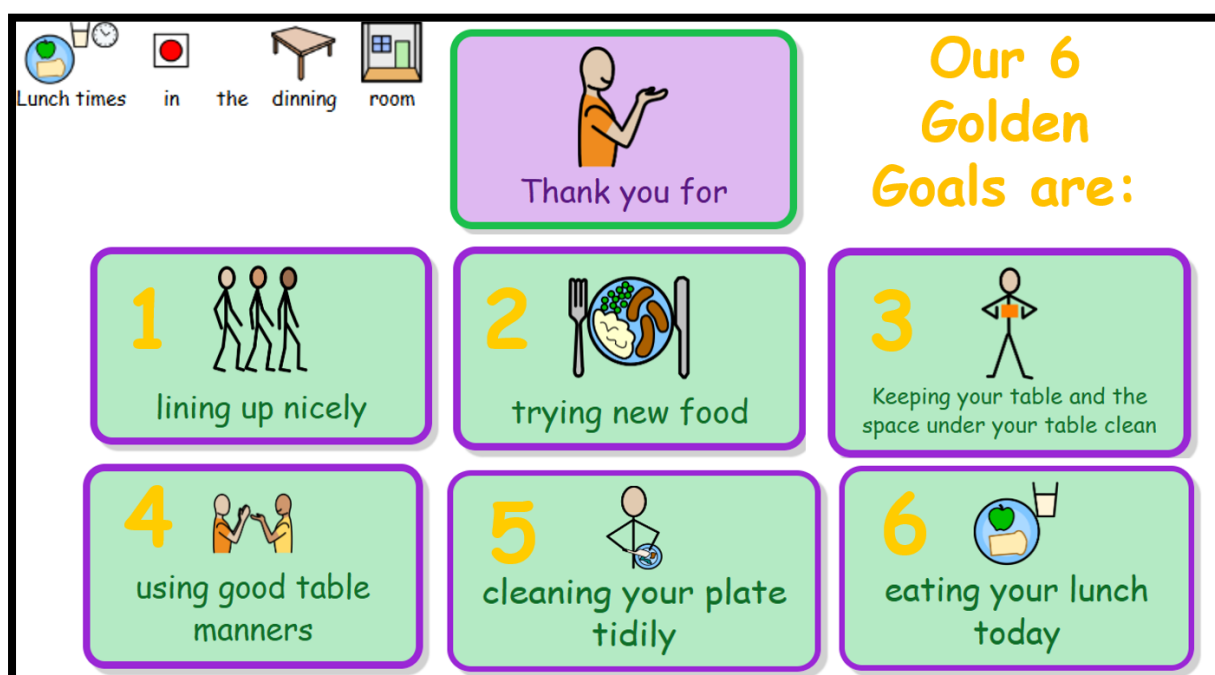 Lunch times in the dinning room
Thank you for
Our 6
Golden
Goals are:
1
lining up nicely
2
trying new food
3
Keeping your table and the
space under your table clean
4
using good table
manners
5
cleaning your plate
tidily
6
eating your lunch
today